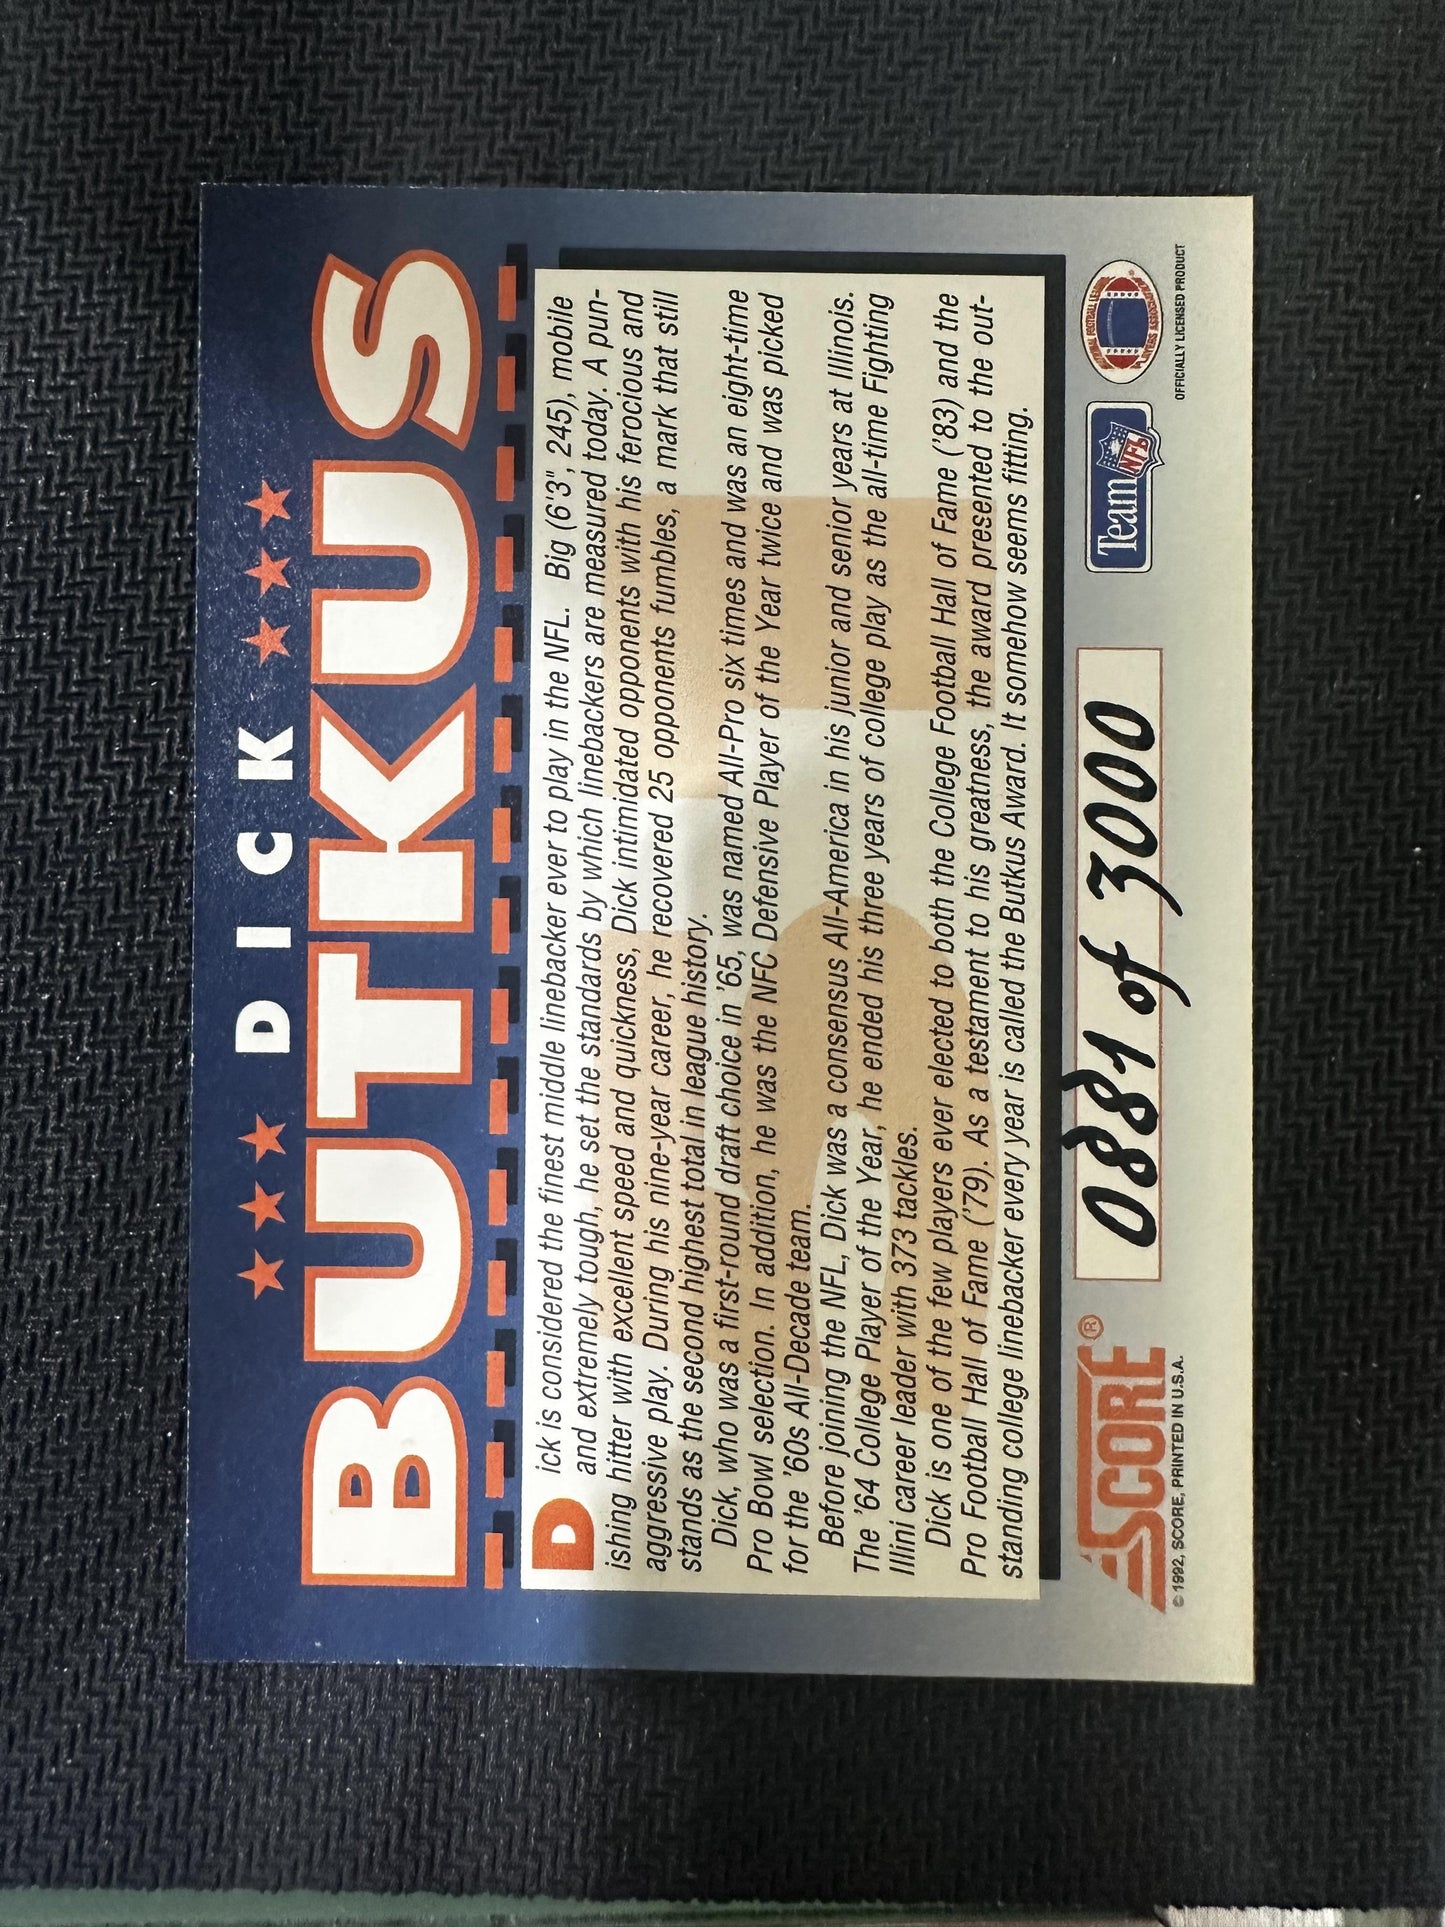 ★ ★ ★ DICK ★ ★ ★
BUTKUS
Dick is considered the finest middle linebacker ever to play in the NFL. Big (6'3", 245), mobile
and extremely tough, he set the standards by which linebackers are measured today. A pun-
ishing hitter with excellent speed and quickness, Dick intimidated opponents with his ferocious and
aggressive play. During his nine-year career, he recovered 25 opponents fumbles, a mark that still
stands as the second highest total in league history.
Dick, who was a first-round draft choice in '65, was named All-Pro six times and was an eight-time
Pro Bowl selection. In addition, he was the NFC Defensive Player of the Year twice and was picked
for the '60s All-Decade team.
Before joining the NFL, Dick was a consensus All-America in his junior and senior years at Illinois.
The '64 College Player of the Year, he ended his three years of college play as the all-time Fighting
Illini career leader with 373 tackles.
Dick is one of the few players ever elected to both the College Football Hall of Fame ('83) and the
Pro Football Hall of Fame ('79). As a testament to his greatness, the award presented to the out-
standing college linebacker every year is called the Butkus Award. It somehow seems fitting.
SCORE®
0881 of 3000
Team NFL
NATIONAL FOOTBALL LEAGUE
PLAYERS ASSOCIATION
© 1992, SCORE, PRINTED IN U.S.A.
OFFICIALLY LICENSED PRODUCT